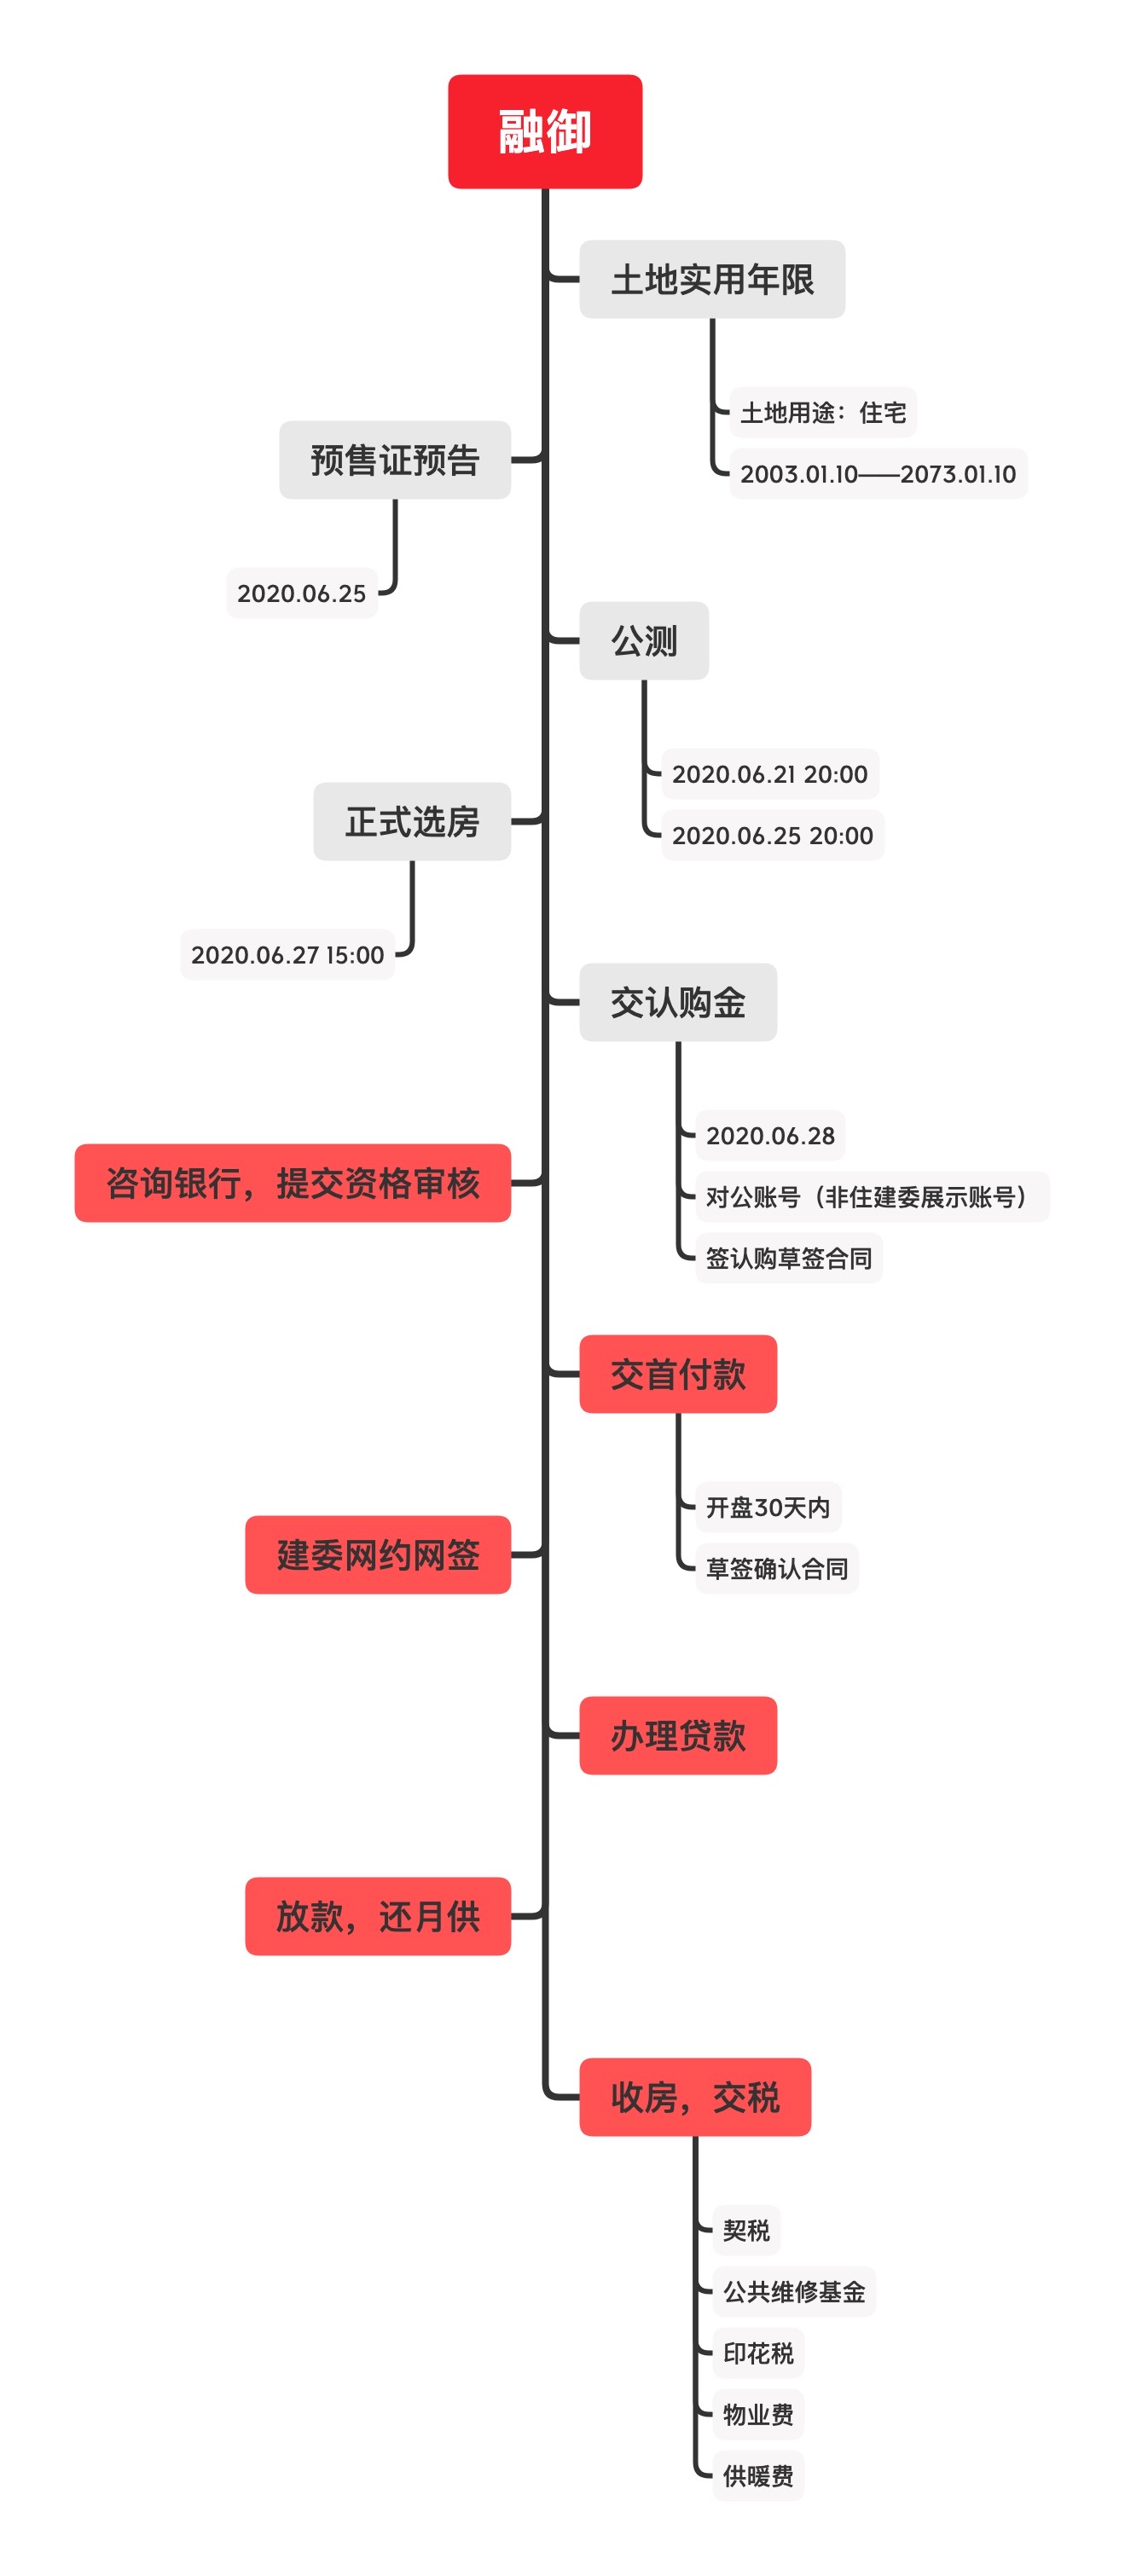 融御
土地实用年限
土地用途：住宅
2003.01.10——2073.01.10
预售证预告
2020.06.25
公测
2020.06.21 20:00
2020.06.25 20:00
正式选房
2020.06.27 15:00
交认购金
2020.06.28
对公账号（非住建委展示账号）
签认购草签合同
咨询银行，提交资格审核
交首付款
开盘30天内
草签确认合同
建委网约网签
办理贷款
放款，还月供
收房，交税
契税
公共维修基金
印花税
物业费
供暖费